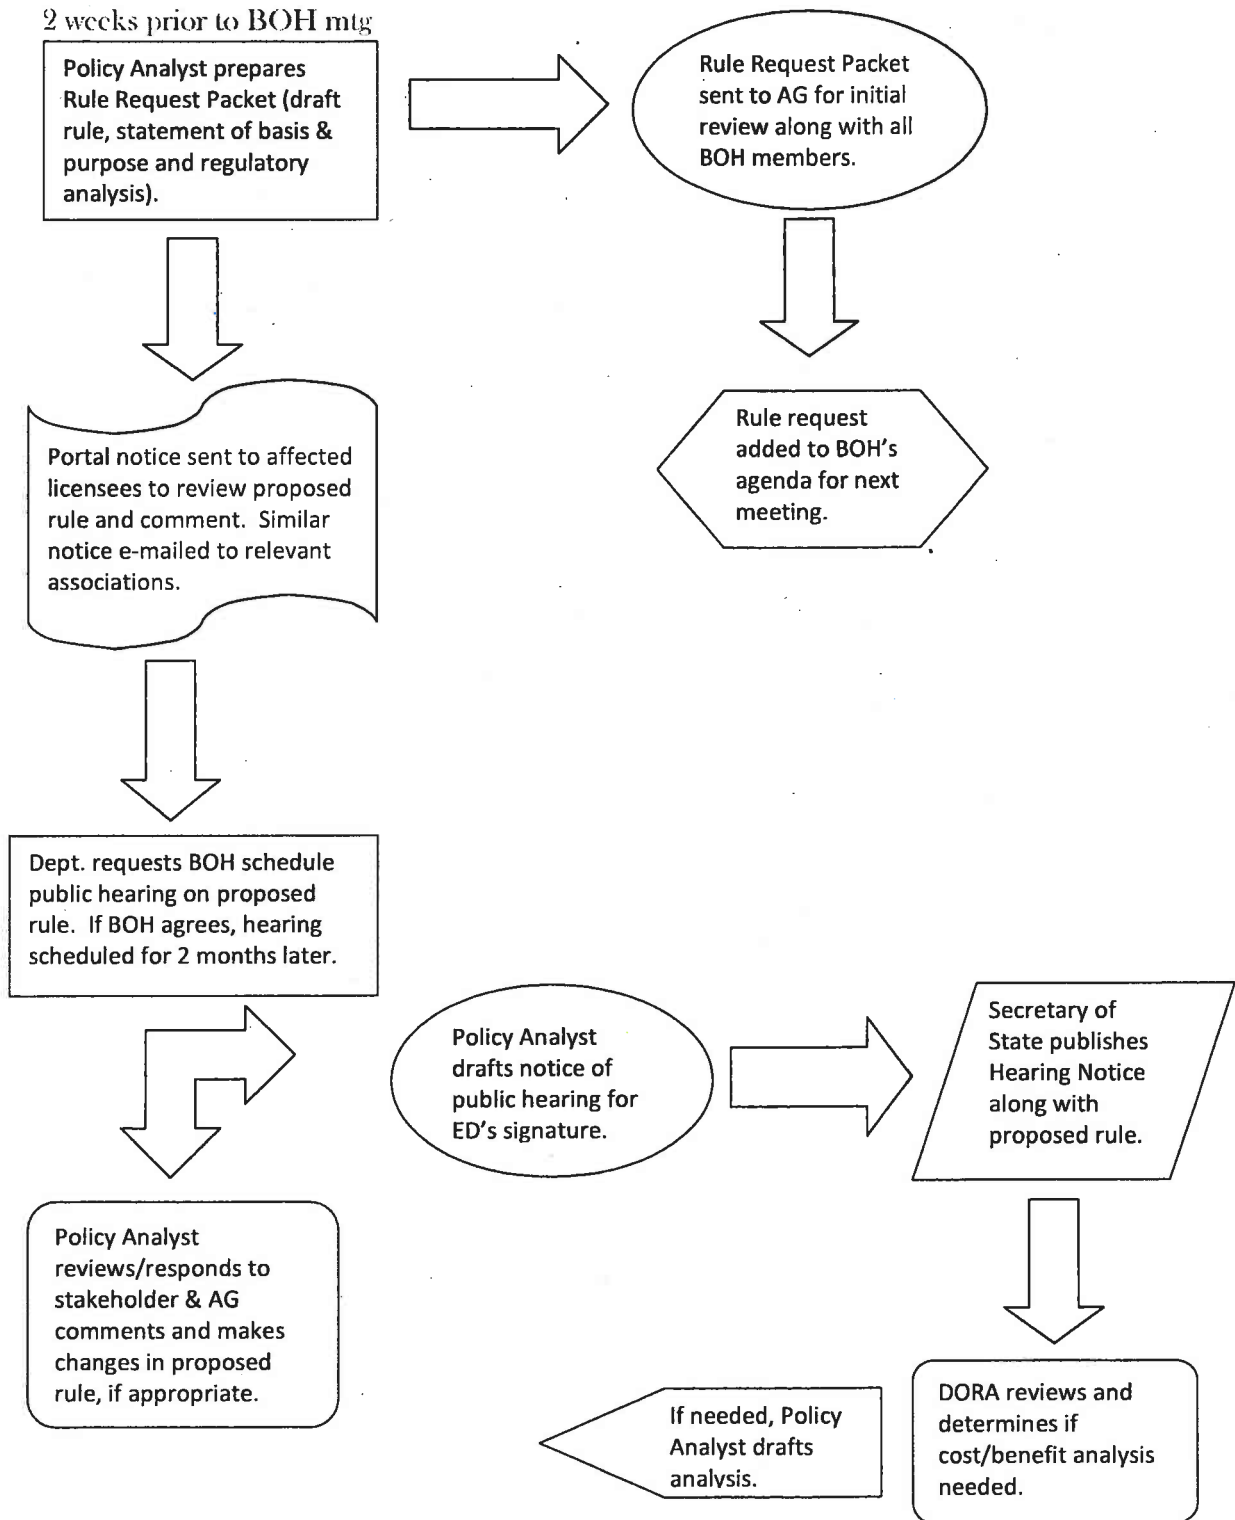 2 weeks prior to BOH mtg
Policy Analyst prepares
Rule Request Packet (draft
rule, statement of basis &
purpose and regulatory
analysis).
Rule Request Packet
sent to AG for initial
review along with all
BOH members.
Portal notice sent to affected
licensees to review proposed
rule and comment. Similar
notice e-mailed to relevant
associations.
Rule request
added to BOH's
agenda for next
meeting.
Dept. requests BOH schedule
public hearing on proposed
rule. If BOH agrees, hearing
scheduled for 2 months later.
Policy Analyst
drafts notice of
public hearing for
ED's signature.
Secretary of
State publishes
Hearing Notice
along with
proposed rule.
Policy Analyst
reviews/responds to
stakeholder & AG
comments and makes
changes in proposed
rule, if appropriate.
If needed, Policy
Analyst drafts
analysis.
DORA reviews and
determines if
cost/benefit analysis
needed.